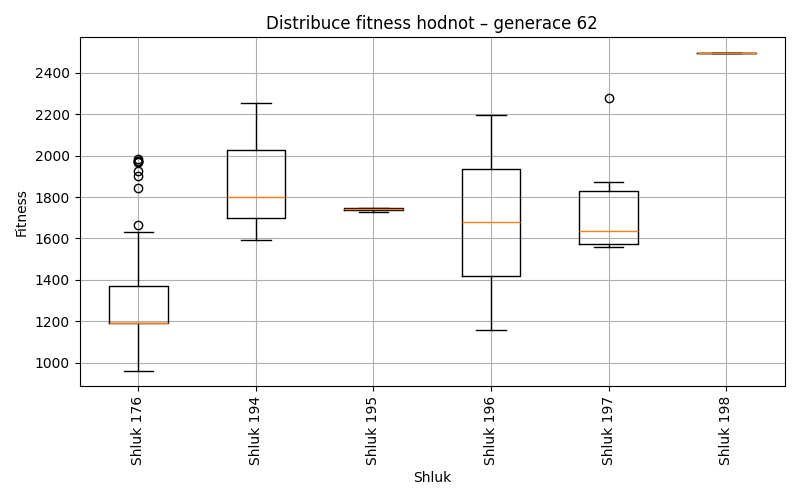 Distribuce fitness hodnot – generace 62
Fitness
2400
2200
2000
1800
1600
1400
1200
1000
Shluk 176
Shluk 194
Shluk 195
Shluk 196
Shluk 197
Shluk 198
Shluk